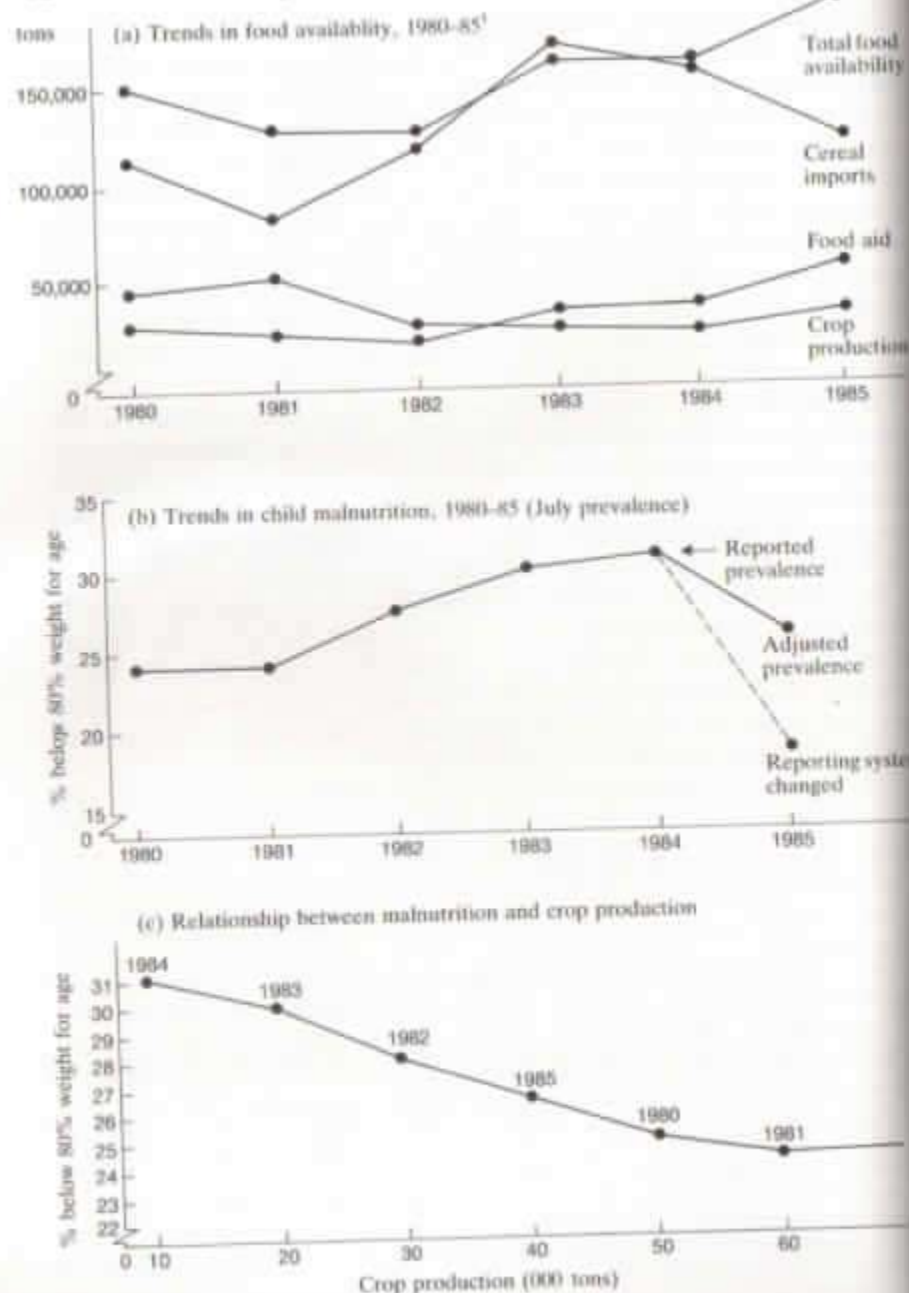 tons
(a) Trends in food availablity, 1980–85¹
150,000
100,000
50,000
0
Total food
availability
Cereal
imports
Food aid
Crop
production
1980 1981 1982 1983 1984 1985
(b) Trends in child malnutrition, 1980–85 (July prevalence)
% below 80% weight for age
35
30
25
20
15
0
Reported
prevalence
Adjusted
prevalence
Reporting syste
changed
1980 1981 1982 1983 1984 1985
(c) Relationship between malnutrition and crop production
% below 80% weight for age
31
30
29
28
27
26
25
24
23
22
1984
1983
1982
1985
1980
1981
0 10 20 30 40 50 60
Crop production (000 tons)